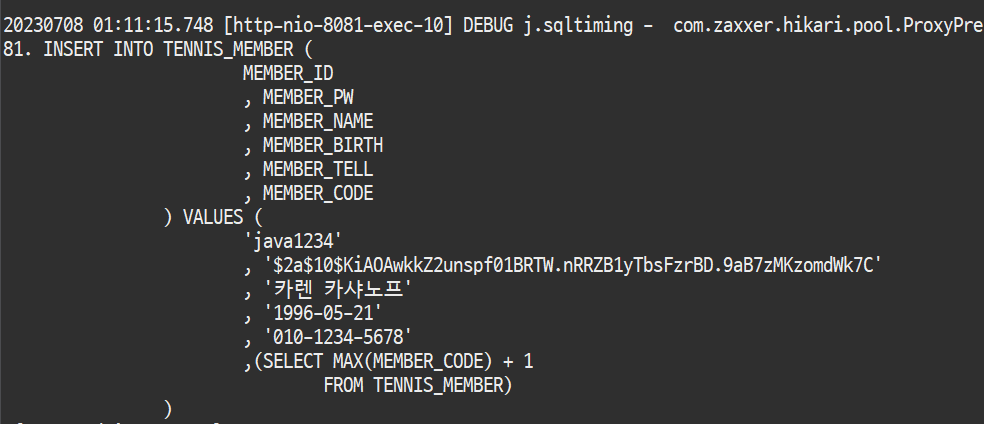 20230708 01:11:15.748 [http-nio-8081-exec-10] DEBUG j.sqltiming - com.zaxxer.hikari.pool.ProxyPre
81. INSERT INTO TENNIS_MEMBER (
MEMBER_ID
, MEMBER_PW
, MEMBER_NAME
, MEMBER_BIRTH
, MEMBER_TELL
, MEMBER_CODE
) VALUES (
'java1234'
, '$2a$10$KiAOAwkkZ2unspf01BRTW.nRRZB1yTbsFzrBD.9aB7zMKzomdWk7C'
, '카렌 카샤노프'
, '1996-05-21'
, '010-1234-5678'
,(SELECT MAX(MEMBER_CODE) + 1
FROM TENNIS_MEMBER)
)